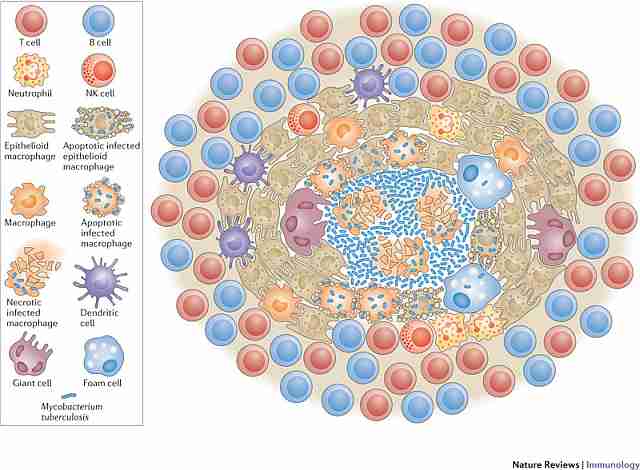 T cell
B cell
Neutrophil
NK cell
Epithelioid
macrophage
Apoptotic infected
epithelioid
macrophage
Macrophage
Apoptotic
infected
macrophage
Necrotic
infected
macrophage
Dendritic
cell
Giant cell
Foam cell
Mycobacterium
tuberculosis
Nature Reviews | Immunology